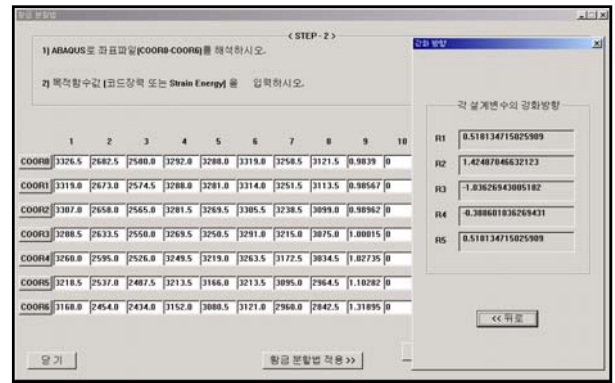 황금 분할법
< STEP - 2 >
1) ABAQUS로 좌표파일(COOR0-COOR6)를 해석하시오.
2) 목적함수값 (코드장력 또는 Strain Energy) 을 입력하시오.
1 2 3 4 5 6 7 8 9 10
COOR0 3326.5 2682.5 2580.0 3292.0 3288.0 3319.0 3258.5 3121.5 0.9839 0
COOR1 3319.0 2673.0 2574.5 3288.0 3281.0 3314.0 3251.5 3113.5 0.98567 0
COOR2 3307.0 2658.0 2565.0 3281.5 3269.5 3305.5 3238.5 3099.0 0.98962 0
COOR3 3288.5 2633.5 2550.0 3269.5 3250.5 3291.0 3215.0 3075.0 1.00015 0
COOR4 3260.0 2595.0 2526.0 3249.5 3219.0 3263.5 3172.5 3034.5 1.02735 0
COOR5 3218.5 2537.0 2487.5 3213.5 3166.0 3213.5 3095.0 2964.5 1.10282 0
COOR6 3160.0 2454.0 2434.0 3152.0 3080.5 3121.0 2960.0 2842.5 1.31895 0
닫 기
황금 분할법 적용 >>
강화 방향
각 설계변수의 강화방향
R1 0.518134715025909
R2 1.42487046632123
R3 -1.03626943005182
R4 -0.388601036269431
R5 0.518134715025909
<< 뒤로